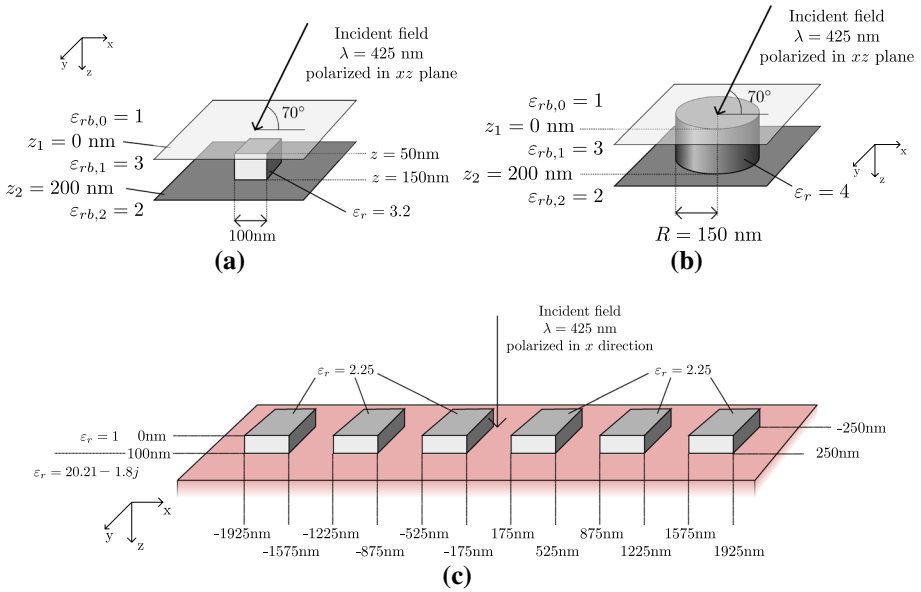 Incident field
λ = 425 nm
polarized in xz plane
70°
x
y
z
ε_{rb,0} = 1
z_1 = 0 nm
ε_{rb,1} = 3
z_2 = 200 nm
ε_{rb,2} = 2
z = 50nm
z = 150nm
ε_r = 3.2
100nm
(a)
Incident field
λ = 425 nm
polarized in xz plane
70°
ε_{rb,0} = 1
z_1 = 0 nm
ε_{rb,1} = 3
z_2 = 200 nm
ε_{rb,2} = 2
x
y
z
ε_r = 4
R = 150 nm
(b)
Incident field
λ = 425 nm
polarized in x direction
ε_r = 2.25
ε_r = 2.25
ε_r = 1 0nm
100nm
ε_r = 20.21 − 1.8j
-250nm
250nm
x
y
z
-1925nm -1225nm -525nm 175nm 875nm 1575nm
-1575nm -875nm -175nm 525nm 1225nm 1925nm
(c)